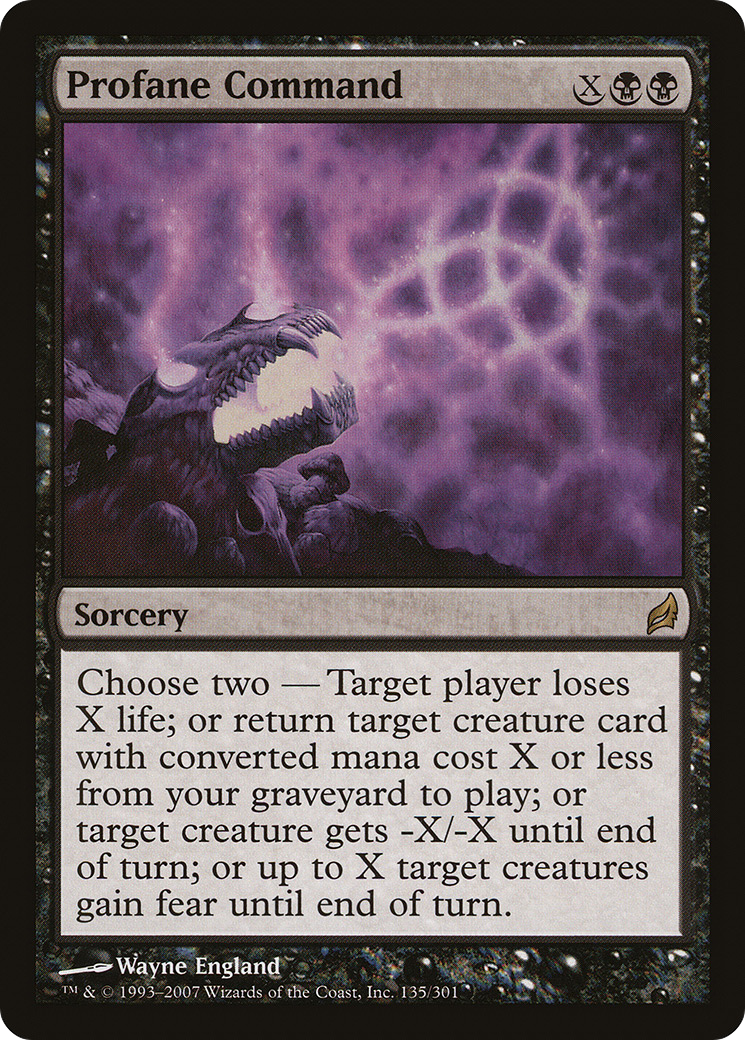 Profane Command X
Sorcery
Choose two — Target player loses
X life; or return target creature card
with converted mana cost X or less
from your graveyard to play; or
target creature gets -X/-X until end
of turn; or up to X target creatures
gain fear until end of turn.
Wayne England
™ & © 1993–2007 Wizards of the Coast, Inc. 135/301